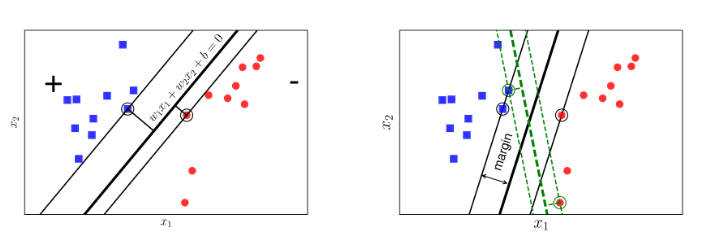 +
-
w₁x₁ + w₂x₂ + b = 0
x₂
x₁
margin
x₂
x₁